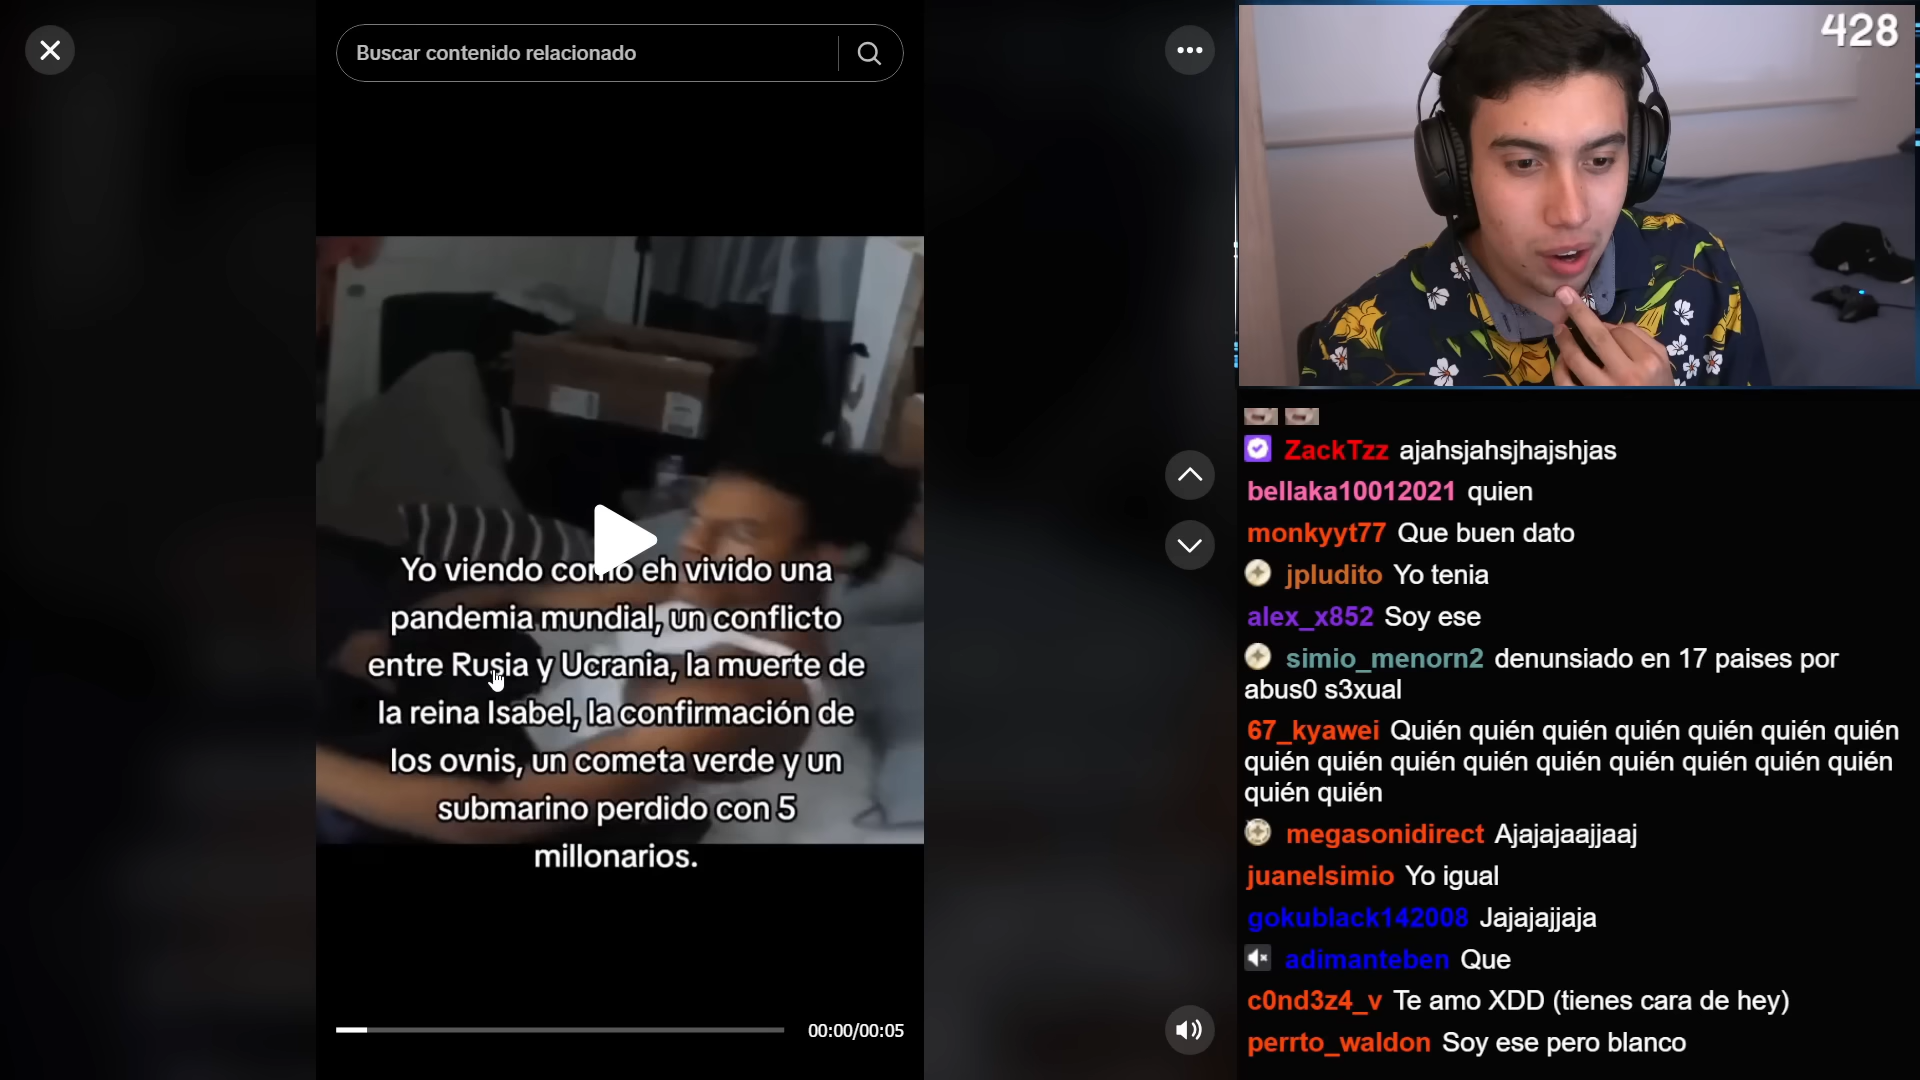 Buscar contenido relacionado
428
Yo viendo como eh vivido una
pandemia mundial, un conflicto
entre Rusia y Ucrania, la muerte de
la reina Isabel, la confirmación de
los ovnis, un cometa verde y un
submarino perdido con 5
millonarios.
00:00/00:05
ZackTzz ajahsjahsjhajshjas
bellaka10012021 quien
monkyyt77 Que buen dato
jpludito Yo tenia
alex_x852 Soy ese
simio_menorn2 denunsiado en 17 paises por
abus0 s3xual
67_kyawei Quién quién quién quién quién quién quién
quién quién quién quién quién quién quién quién quién
quién quién
megasonidirect Ajajajaajjaaj
juanelsimio Yo igual
gokublack142008 Jajajajjaja
adimanteben Que
c0nd3z4_v Te amo XDD (tienes cara de hey)
perrto_waldon Soy ese pero blanco